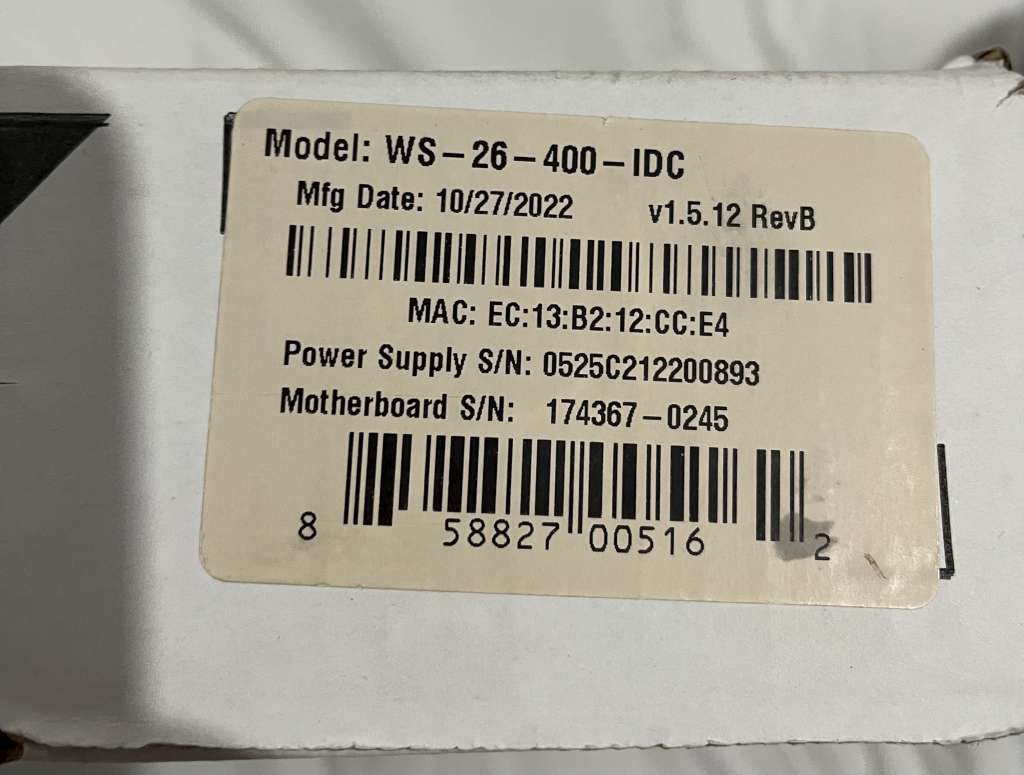 Model: WS-26-400-IDC
Mfg Date: 10/27/2022 v1.5.12 RevB
MAC: EC:13:B2:12:CC:E4
Power Supply S/N: 0525C212200893
Motherboard S/N: 174367-0245
8 58827 00516 2